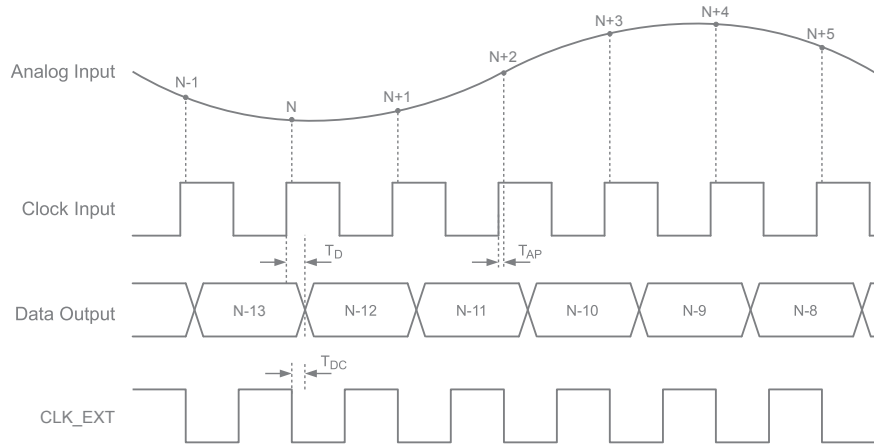 N+4
N+3
N+5
N+2
Analog Input
N-1
N
N+1
Clock Input
TD
TAP
Data Output
N-13
N-12
N-11
N-10
N-9
N-8
TDC
CLK_EXT